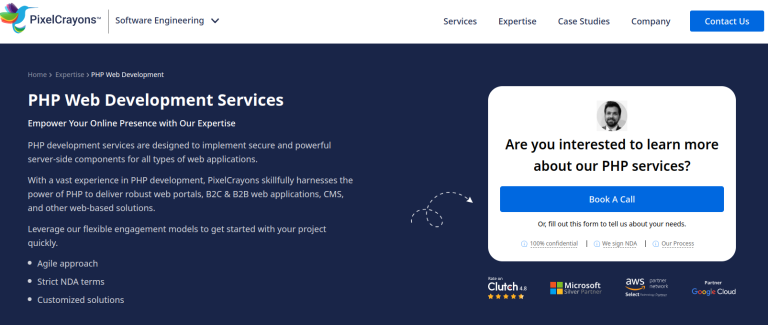 PixelCrayons™
Software Engineering
Services
Expertise
Case Studies
Company
Contact Us
Home > Expertise > PHP Web Development
PHP Web Development Services
Empower Your Online Presence with Our Expertise
PHP development services are designed to implement secure and powerful
server-side components for all types of web applications.
With a vast experience in PHP development, PixelCrayons skillfully harnesses the
power of PHP to deliver robust web portals, B2C & B2B web applications, CMS,
and other web-based solutions.
Leverage our flexible engagement models to get started with your project
quickly.
Agile approach
Strict NDA terms
Customized solutions
Are you interested to learn more
about our PHP services?
Book A Call
Or, fill out this form to tell us about your needs.
100% confidential | We sign NDA | Our Process
Rate on
Clutch 4.8
Microsoft
Silver Partner
aws partner
network
Select
Partner
Google Cloud